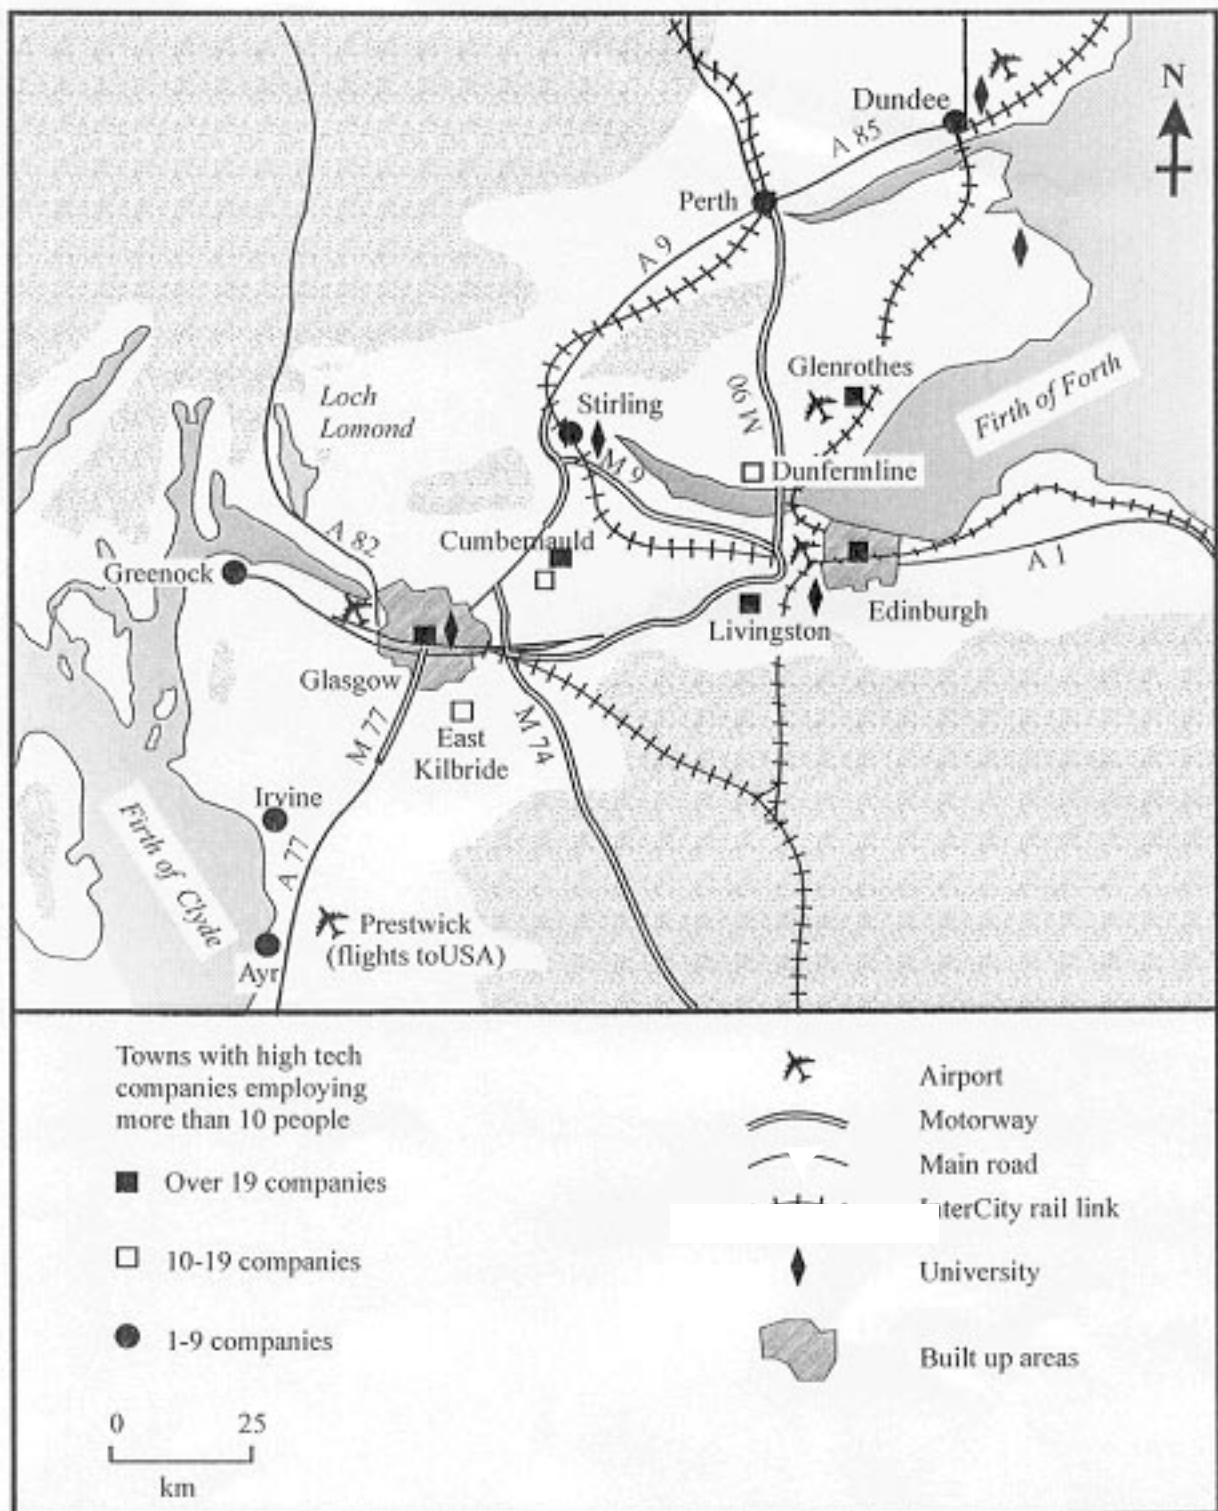 N
Dundee
A 85
Perth
A 9
Glenrothes
M 90
Firth of Forth
Loch
Lomond
Stirling
M 9
Dunfermline
A 82
Cumbernauld
Greenock
A 1
Edinburgh
Livingston
Glasgow
M 77
East
Kilbride
M 74
Irvine
A 77
Firth of Clyde
Prestwick
(flights toUSA)
Ayr
Towns with high tech
companies employing
more than 10 people
Over 19 companies
10-19 companies
1-9 companies
0 25
km
Airport
Motorway
Main road
InterCity rail link
University
Built up areas